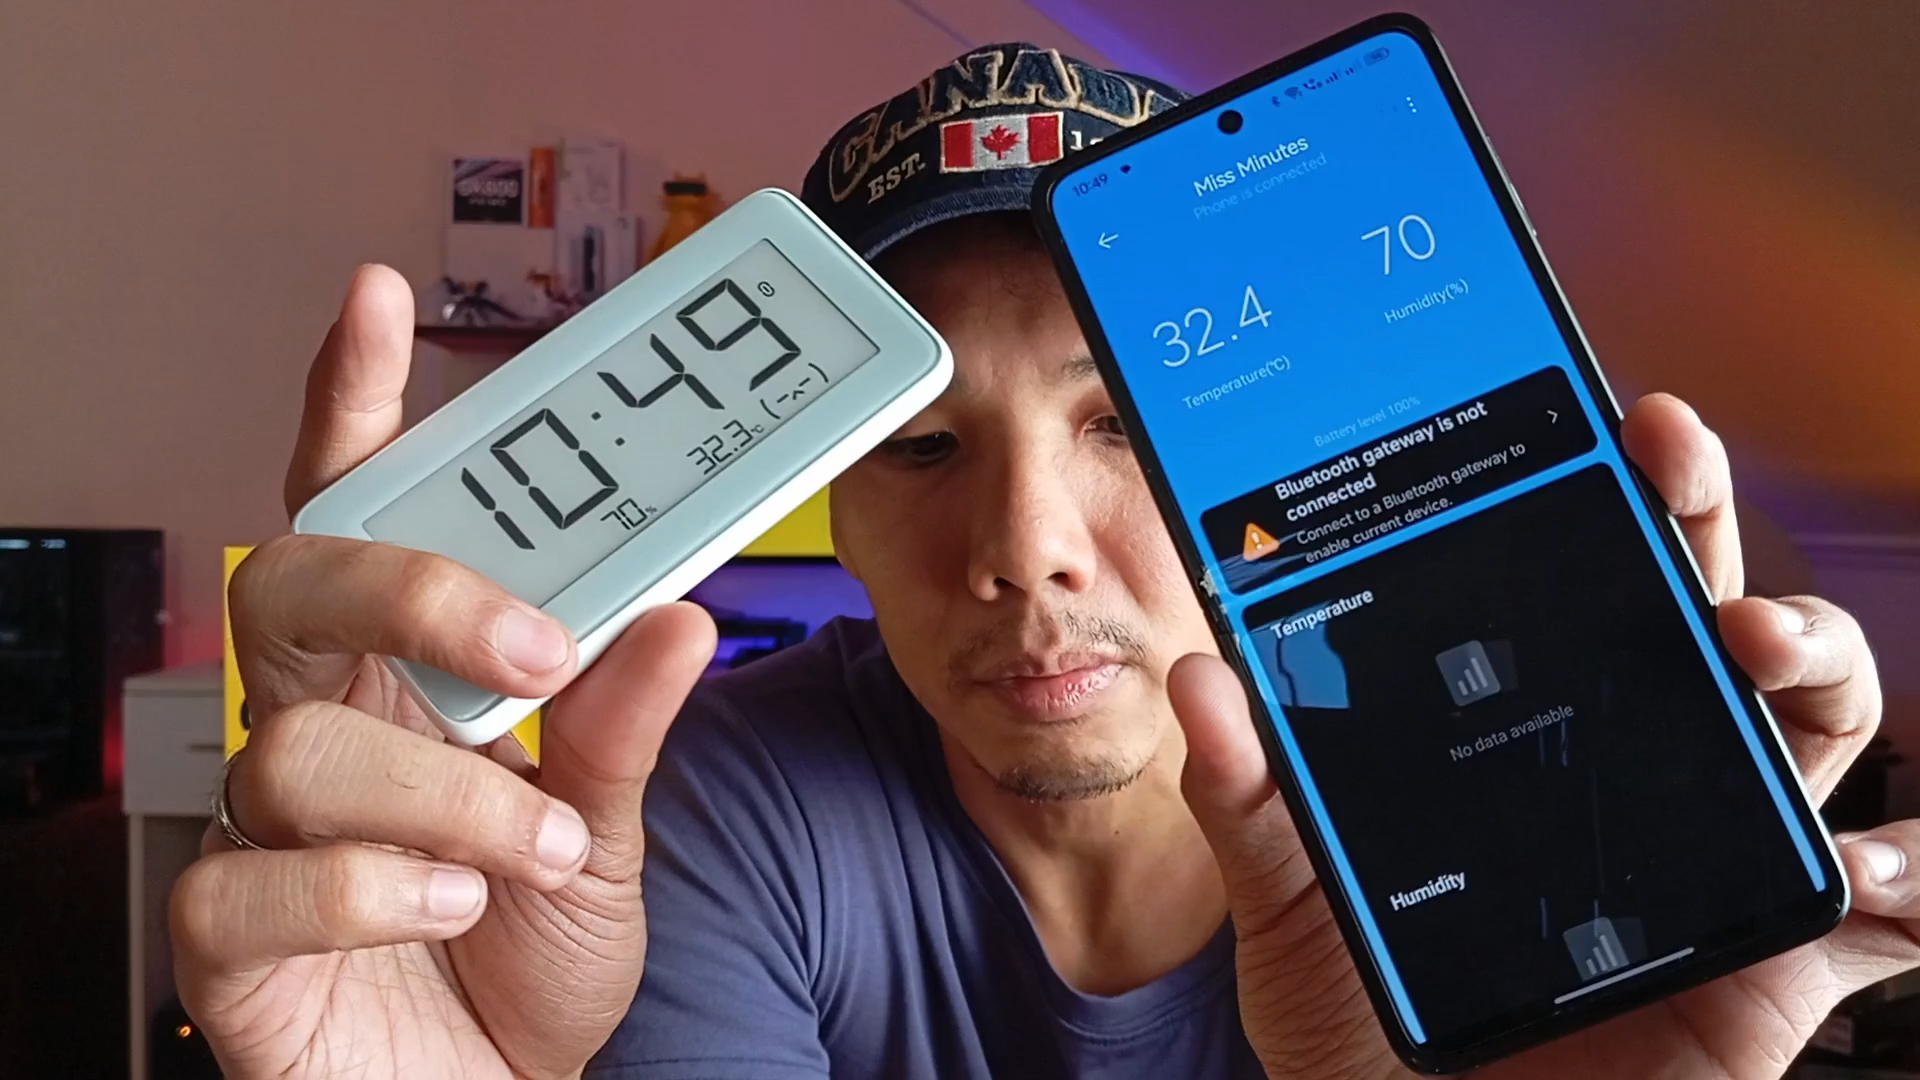 CANADA
EST.
10:49
32.3°C (-^-)
70%
10:49
Miss Minutes
Phone is connected
32.4
Temperature(℃)
70
Humidity(%)
Battery level 100%
Bluetooth gateway is not
connected
Connect to a Bluetooth gateway to
enable current device.
Temperature
No data available
Humidity